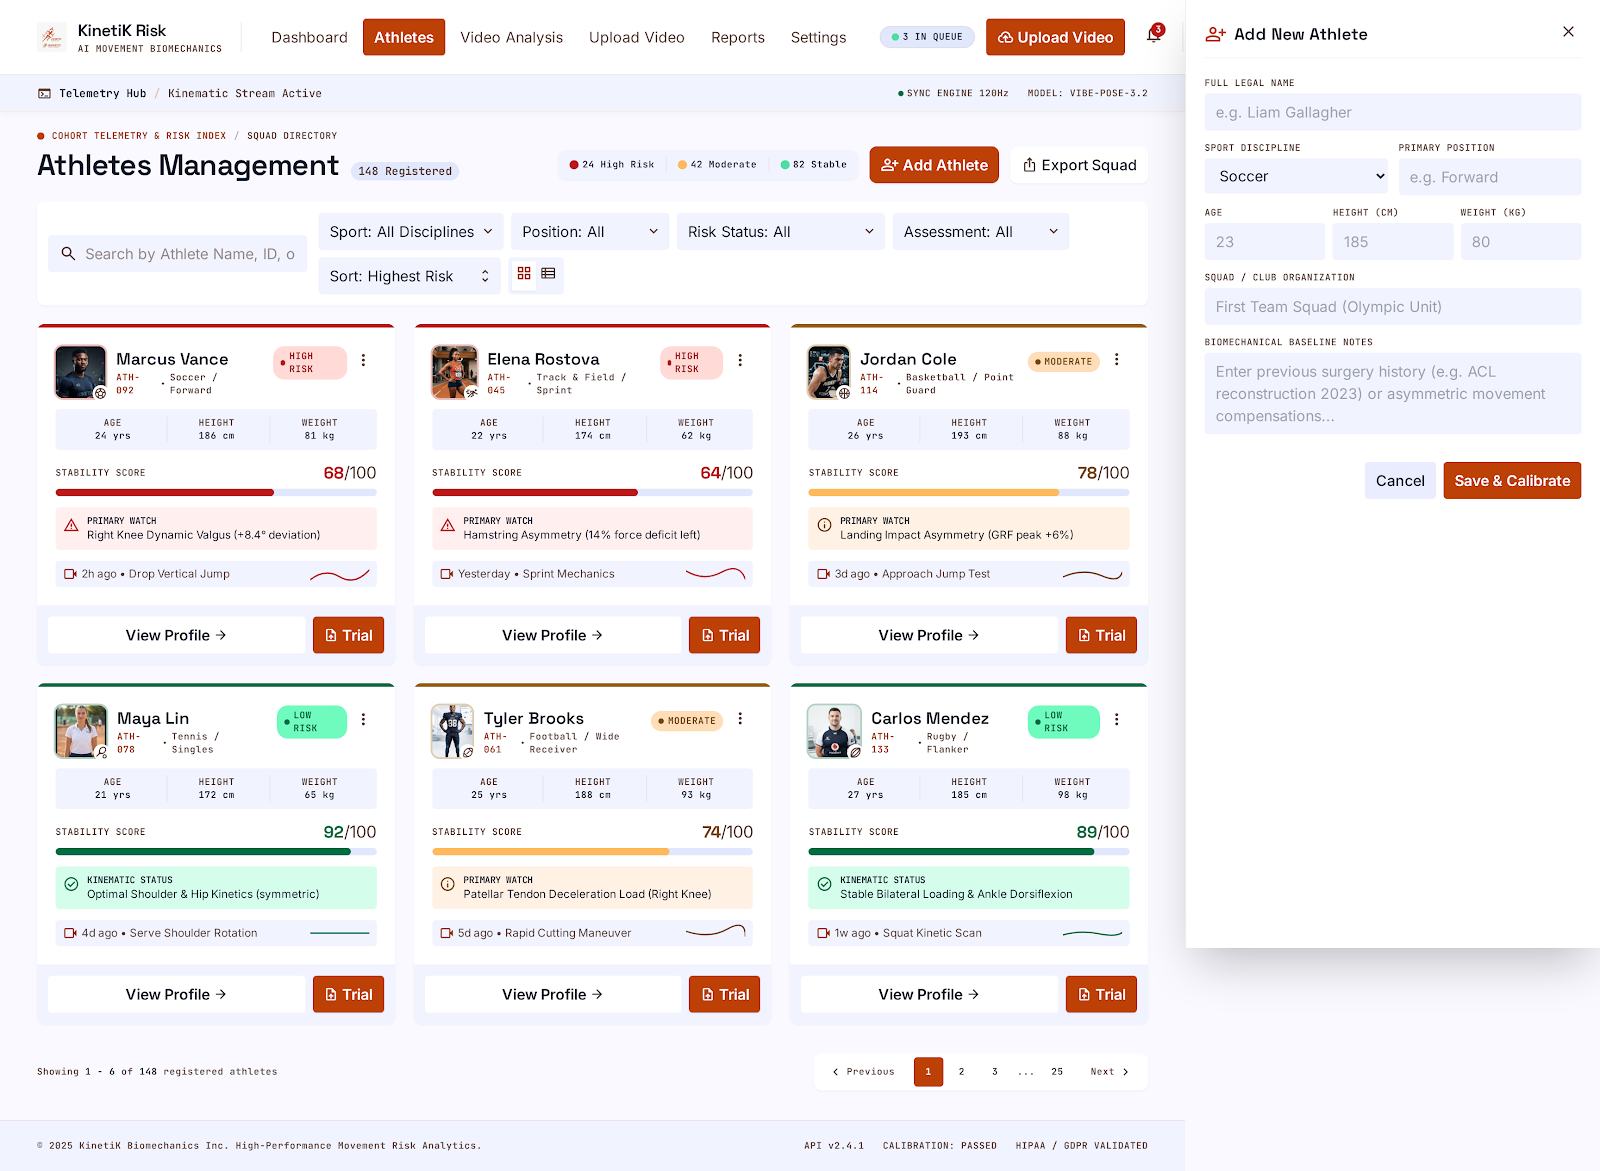 KinetiK Risk
AI MOVEMENT BIOMECHANICS
Dashboard
Athletes
Video Analysis
Upload Video
Reports
Settings
3 IN QUEUE
Upload Video
3
Telemetry Hub / Kinematic Stream Active
SYNC ENGINE 120Hz
MODEL: VIBE-POSE-3.2
COHORT TELEMETRY & RISK INDEX / SQUAD DIRECTORY
Athletes Management
148 Registered
24 High Risk
42 Moderate
82 Stable
Add Athlete
Export Squad
Search by Athlete Name, ID, o
Sport: All Disciplines
Position: All
Risk Status: All
Assessment: All
Sort: Highest Risk
Marcus Vance
ATH-092 • Soccer / Forward
HIGH RISK
AGE
24 yrs
HEIGHT
186 cm
WEIGHT
81 kg
STABILITY SCORE
68/100
PRIMARY WATCH
Right Knee Dynamic Valgus (+8.4° deviation)
2h ago • Drop Vertical Jump
View Profile →
Trial
Elena Rostova
ATH-045 • Track & Field / Sprint
HIGH RISK
AGE
22 yrs
HEIGHT
174 cm
WEIGHT
62 kg
STABILITY SCORE
64/100
PRIMARY WATCH
Hamstring Asymmetry (14% force deficit left)
Yesterday • Sprint Mechanics
View Profile →
Trial
Jordan Cole
ATH-114 • Basketball / Point Guard
MODERATE
AGE
26 yrs
HEIGHT
193 cm
WEIGHT
88 kg
STABILITY SCORE
78/100
PRIMARY WATCH
Landing Impact Asymmetry (GRF peak +6%)
3d ago • Approach Jump Test
View Profile →
Trial
Maya Lin
ATH-078 • Tennis / Singles
LOW RISK
AGE
21 yrs
HEIGHT
172 cm
WEIGHT
65 kg
STABILITY SCORE
92/100
KINEMATIC STATUS
Optimal Shoulder & Hip Kinetics (symmetric)
4d ago • Serve Shoulder Rotation
View Profile →
Trial
Tyler Brooks
ATH-061 • Football / Wide Receiver
MODERATE
AGE
25 yrs
HEIGHT
188 cm
WEIGHT
93 kg
STABILITY SCORE
74/100
PRIMARY WATCH
Patellar Tendon Deceleration Load (Right Knee)
5d ago • Rapid Cutting Maneuver
View Profile →
Trial
Carlos Mendez
ATH-133 • Rugby / Flanker
LOW RISK
AGE
27 yrs
HEIGHT
185 cm
WEIGHT
98 kg
STABILITY SCORE
89/100
KINEMATIC STATUS
Stable Bilateral Loading & Ankle Dorsiflexion
1w ago • Squat Kinetic Scan
View Profile →
Trial
Showing 1 - 6 of 148 registered athletes
Previous
1
2
3
...
25
Next
© 2025 KinetiK Biomechanics Inc. High-Performance Movement Risk Analytics.
API v2.4.1
CALIBRATION: PASSED
HIPAA / GDPR VALIDATED
Add New Athlete
FULL LEGAL NAME
e.g. Liam Gallagher
SPORT DISCIPLINE
Soccer
PRIMARY POSITION
e.g. Forward
AGE
23
HEIGHT (CM)
185
WEIGHT (KG)
80
SQUAD / CLUB ORGANIZATION
First Team Squad (Olympic Unit)
BIOMECHANICAL BASELINE NOTES
Enter previous surgery history (e.g. ACL
reconstruction 2023) or asymmetric movement
compensations...
Cancel
Save & Calibrate